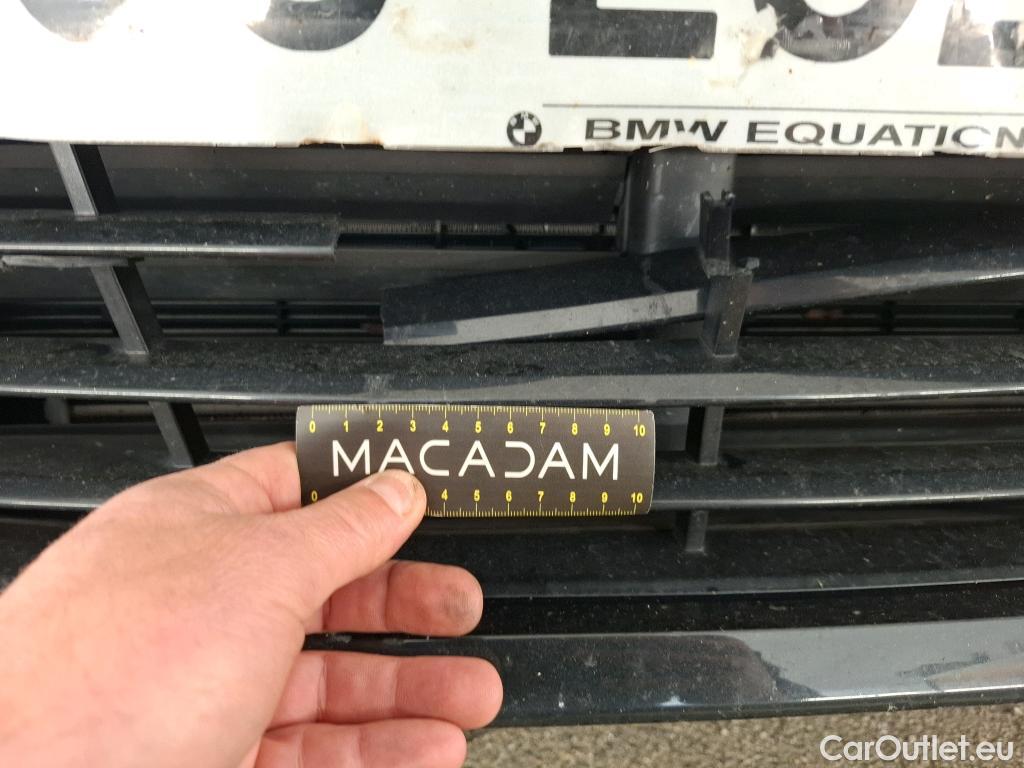 BMW EQUATION
0 1 2 3 4 5 6 7 8 9 10
MACADAM
0 4 5 6 7 8 9 10
CarOutlet.eu